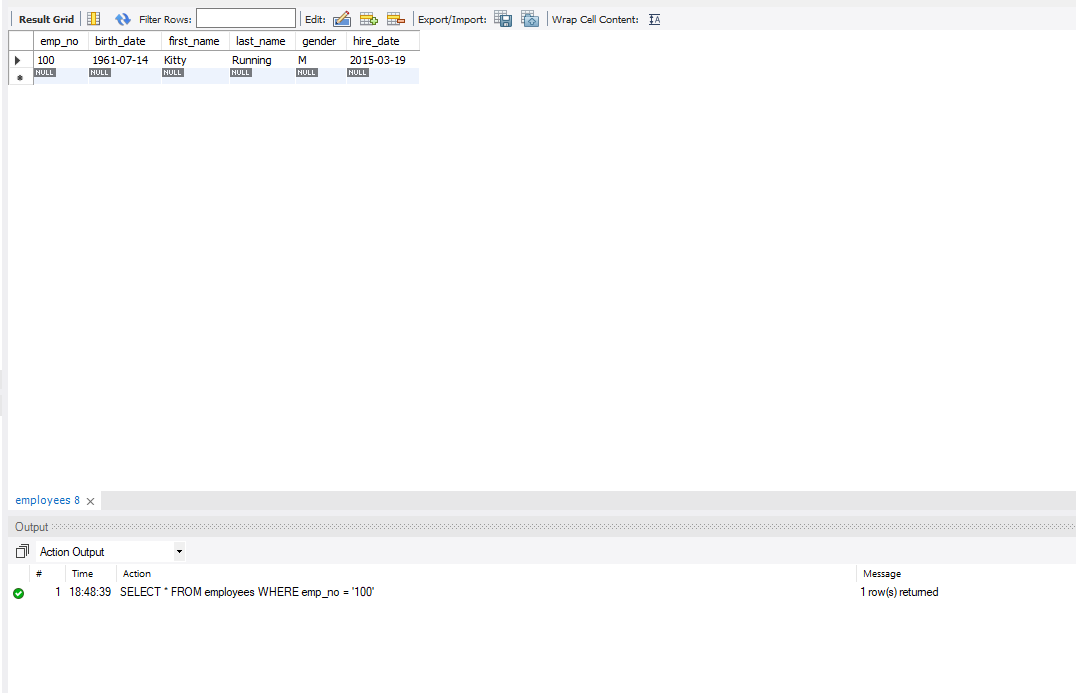 Result Grid Filter Rows: Edit: Export/Import: Wrap Cell Content:
emp_no birth_date first_name last_name gender hire_date
100 1961-07-14 Kitty Running M 2015-03-19
NULL NULL NULL NULL NULL NULL
employees 8
Output
Action Output
# Time Action Message
1 18:48:39 SELECT * FROM employees WHERE emp_no = '100' 1 row(s) returned